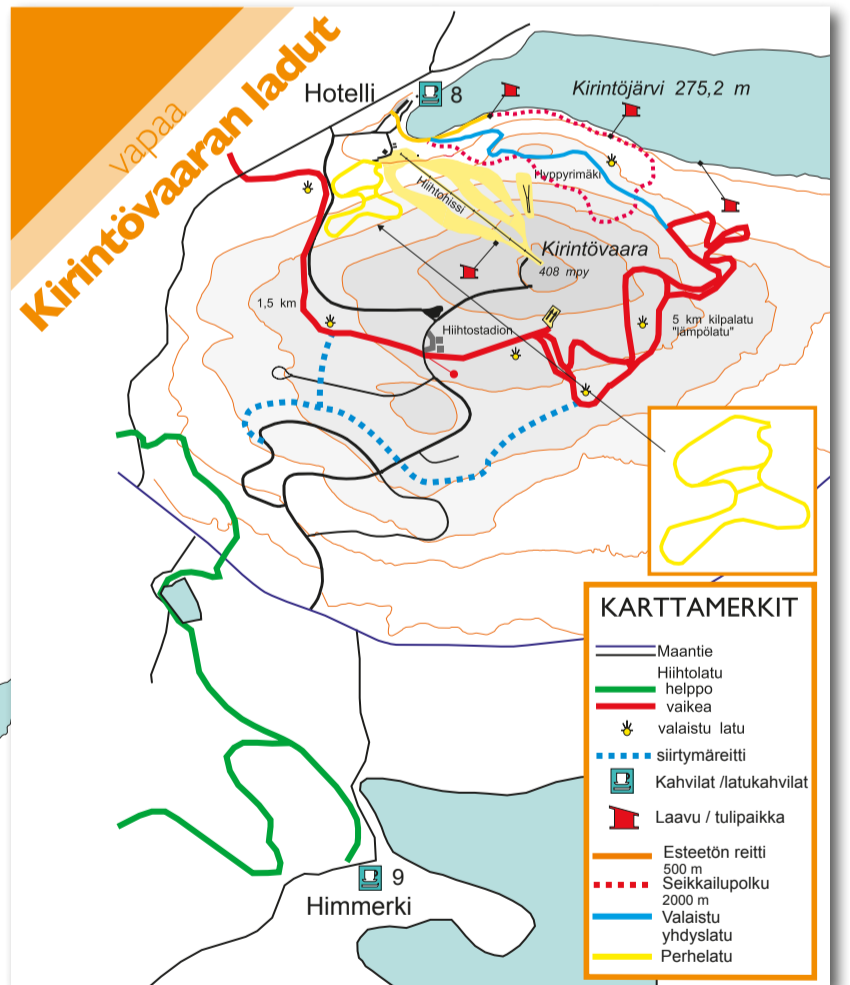 vapaa
Kirintövaaran ladut
Hotelli
8
Kirintöjärvi 275,2 m
Hyppyrimäki
Hiihtohissi
Kirintövaara
408 mpy
1,5 km
Hiihtostadion
5 km kilpalatu
"lämpölatu"
9
Himmerki
KARTTAMERKIT
Maantie
Hiihtolatu
helppo
vaikea
valaistu latu
siirtymäreitti
Kahvilat /latukahvilat
Laavu / tulipaikka
Esteetön reitti
500 m
Seikkailupolku
2000 m
Valaistu
yhdyslatu
Perhelatu